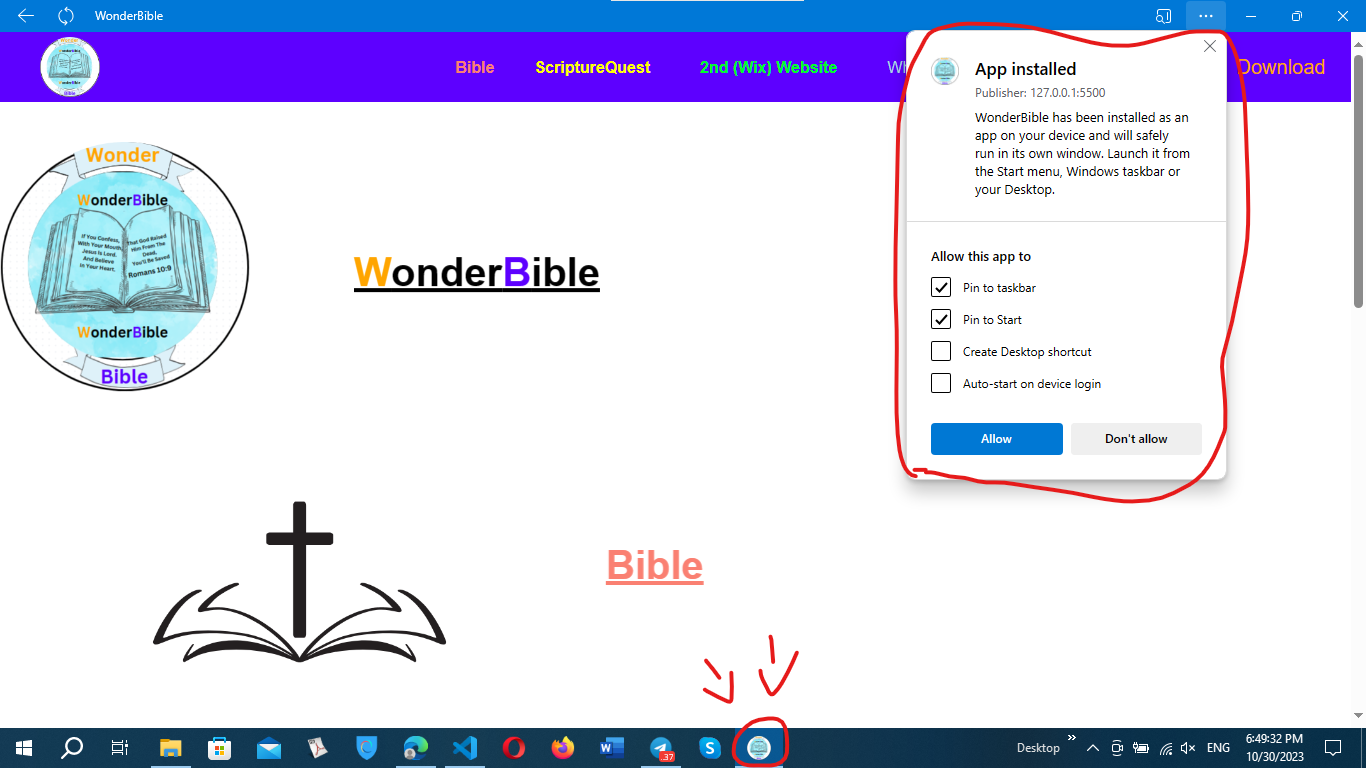 WonderBible
Bible ScriptureQuest 2nd (Wix) Website Wh Download
App installed
Publisher: 127.0.0.1:5500
WonderBible has been installed as an
app on your device and will safely
run in its own window. Launch it from
the Start menu, Windows taskbar or
your Desktop.
Allow this app to
Pin to taskbar
Pin to Start
Create Desktop shortcut
Auto-start on device login
Allow Don't allow
Wonder
WonderBible
If You Confess,
With Your Mouth,
Jesus Is Lord,
And Believe
in Your Heart,
That God Raised
Him From The
Dead,
You'll Be Saved
Romans 10:9
WonderBible
Bible
WonderBible
Bible
.37
Desktop
ENG
6:49:32 PM
10/30/2023